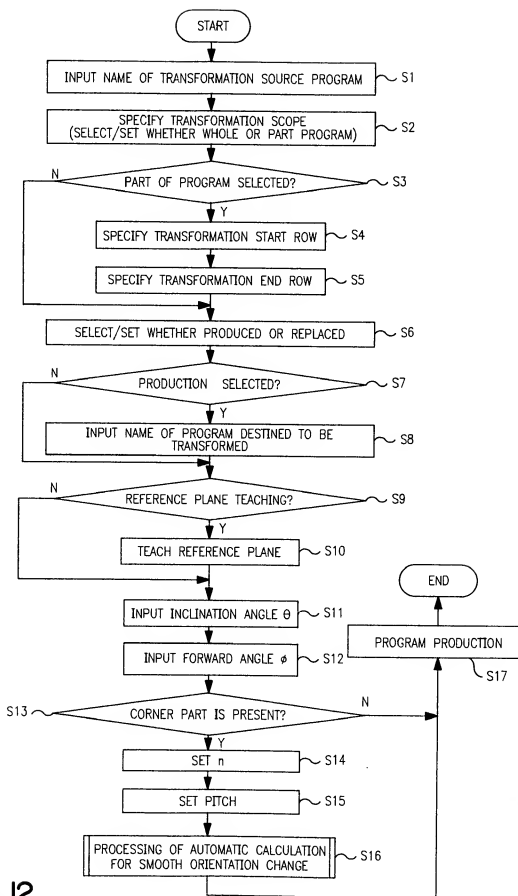 START
INPUT NAME OF TRANSFORMATION SOURCE PROGRAM
S1
SPECIFY TRANSFORMATION SCOPE
(SELECT/SET WHETHER WHOLE OR PART PROGRAM)
S2
N
PART OF PROGRAM SELECTED?
S3
Y
SPECIFY TRANSFORMATION START ROW
S4
SPECIFY TRANSFORMATION END ROW
S5
SELECT/SET WHETHER PRODUCED OR REPLACED
S6
N
PRODUCTION SELECTED?
S7
Y
INPUT NAME OF PROGRAM DESTINED TO BE
TRANSFORMED
S8
N
REFERENCE PLANE TEACHING?
S9
Y
TEACH REFERENCE PLANE
S10
END
INPUT INCLINATION ANGLE θ
S11
PROGRAM PRODUCTION
S17
INPUT FORWARD ANGLE ϕ
S12
S13
CORNER PART IS PRESENT?
N
Y
SET n
S14
SET PITCH
S15
PROCESSING OF AUTOMATIC CALCULATION
FOR SMOOTH ORIENTATION CHANGE
S16
12